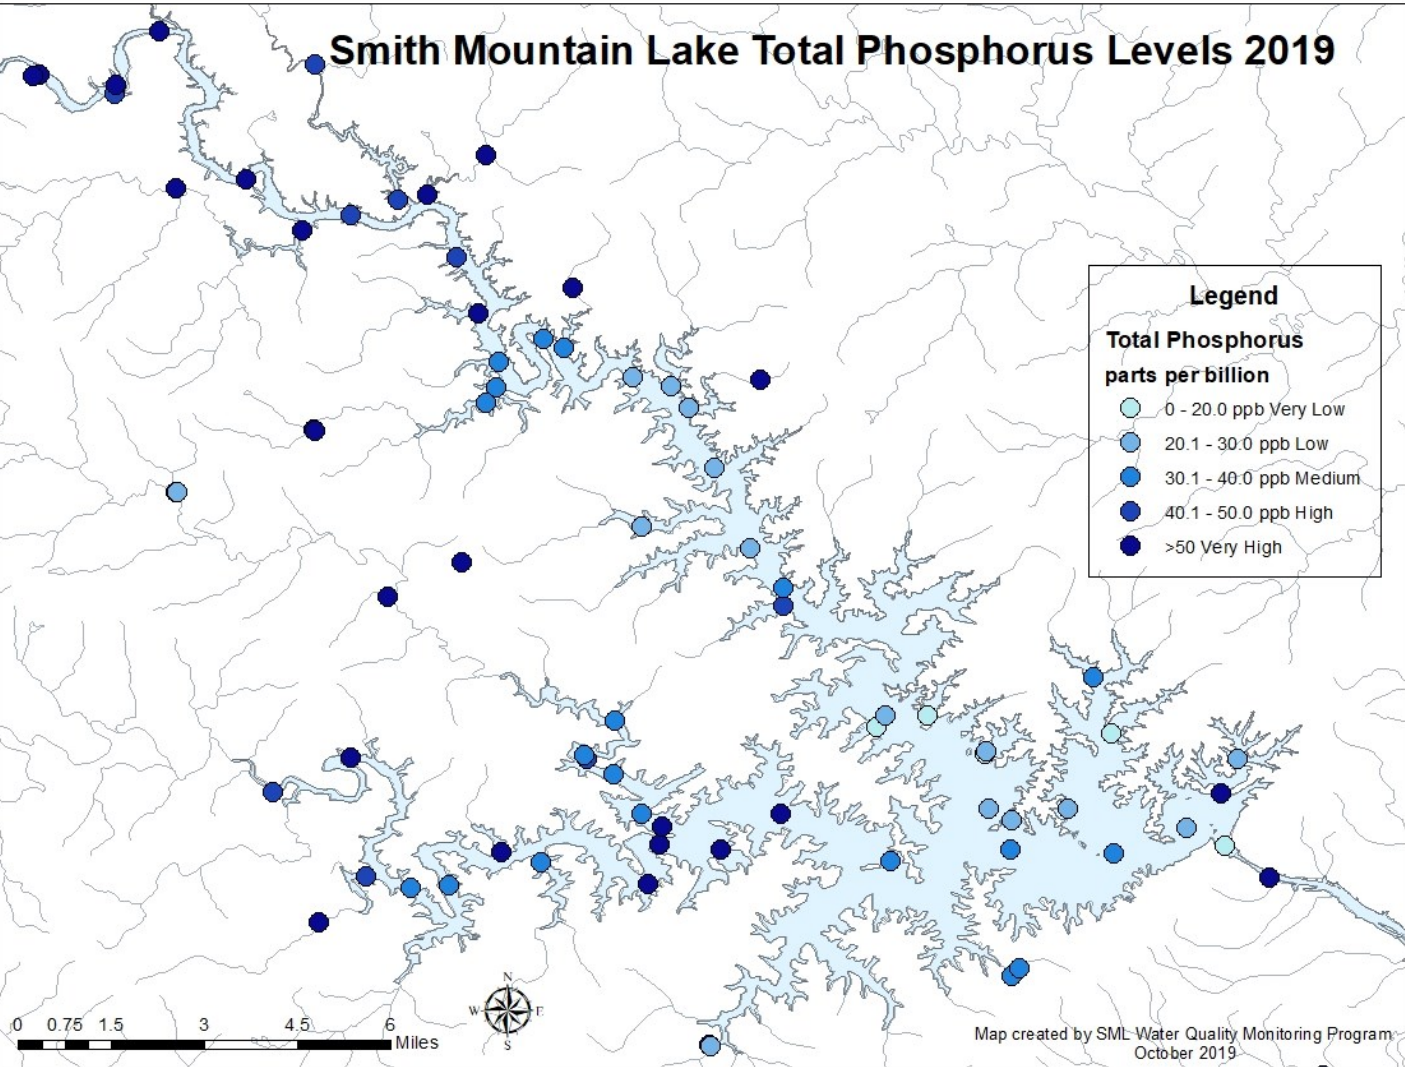 Smith Mountain Lake Total Phosphorus Levels 2019
Legend
Total Phosphorus
parts per billion
0 - 20.0 ppb Very Low
20.1 - 30.0 ppb Low
30.1 - 40.0 ppb Medium
40.1 - 50.0 ppb High
>50 Very High
N
W E
S
0 0.75 1.5 3 4.5 6
Miles
Map created by SML Water Quality Monitoring Program
October 2019